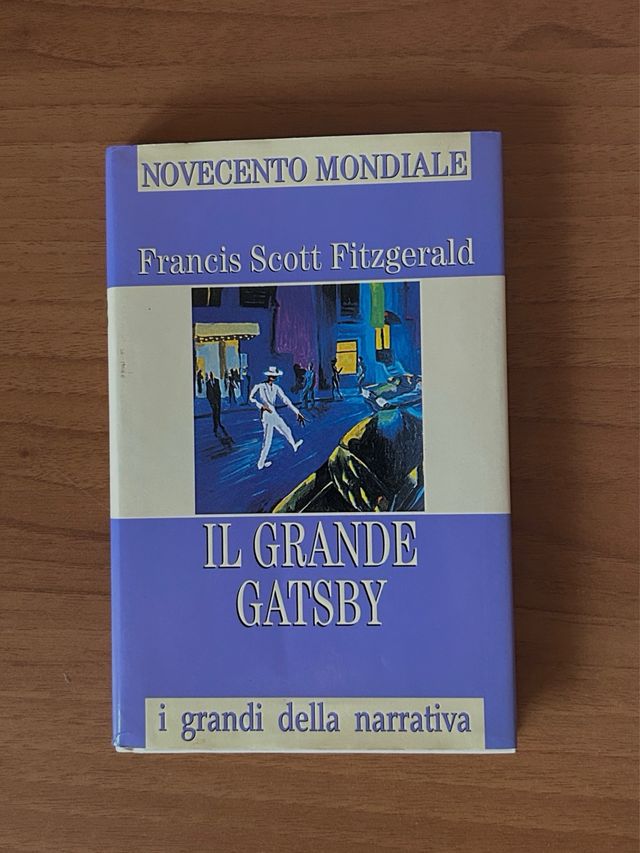 NOVECENTO MONDIALE
Francis Scott Fitzgerald
IL GRANDE
GATSBY
i grandi della narrativa